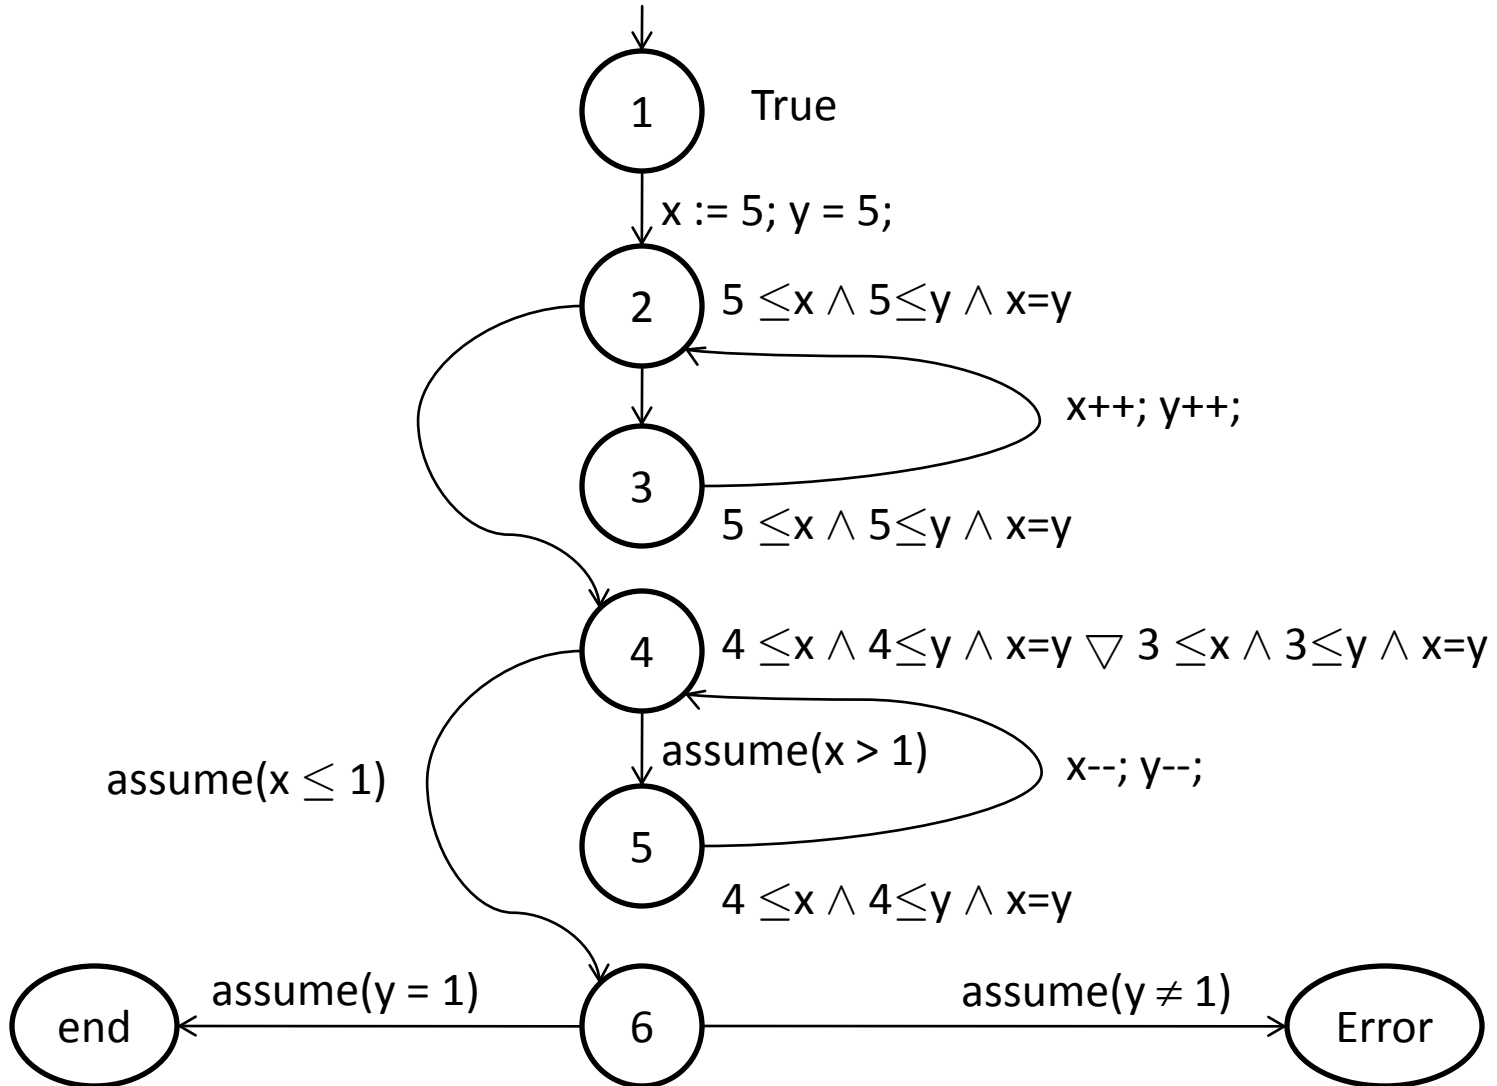 1
True
x := 5; y = 5;
2
5 ≤x ∧ 5≤y ∧ x=y
x++; y++;
3
5 ≤x ∧ 5≤y ∧ x=y
4
4 ≤x ∧ 4≤y ∧ x=y ▽ 3 ≤x ∧ 3≤y ∧ x=y
assume(x > 1)
x--; y--;
assume(x ≤ 1)
5
4 ≤x ∧ 4≤y ∧ x=y
assume(y = 1)
assume(y ≠ 1)
end
6
Error